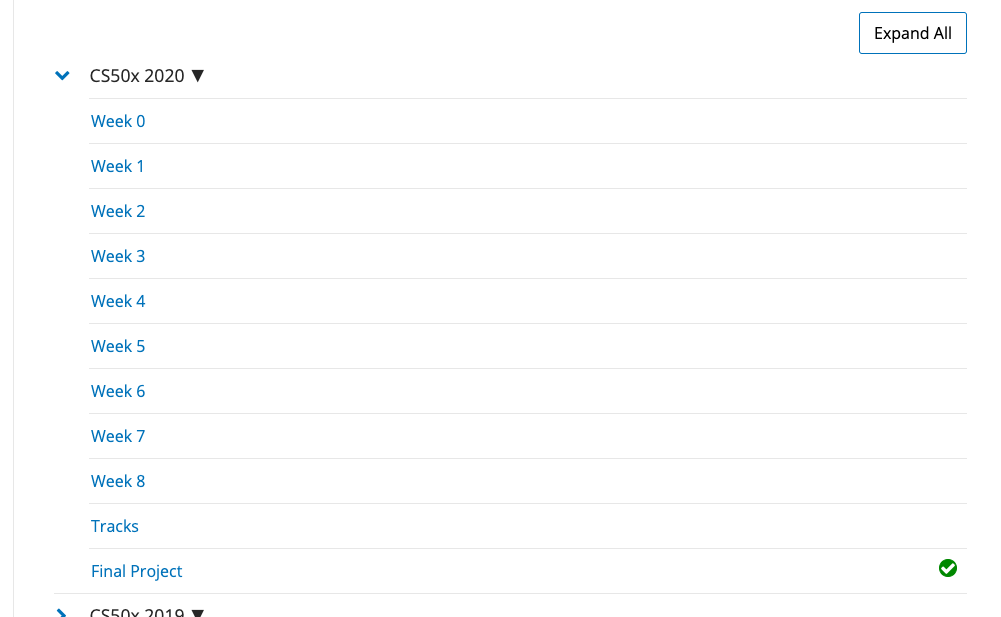 Expand All
CS50x 2020 ▼
Week 0
Week 1
Week 2
Week 3
Week 4
Week 5
Week 6
Week 7
Week 8
Tracks
Final Project
CS50x 2019 ▼